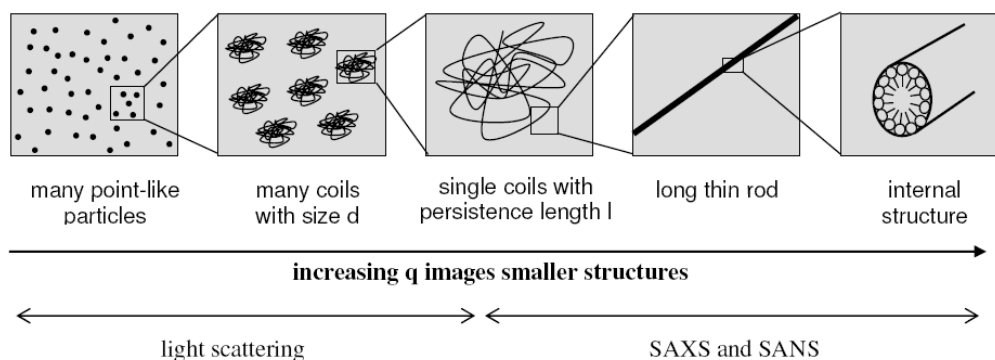 many point-like
particles
many coils
with size d
single coils with
persistence length l
long thin rod
internal
structure
increasing q images smaller structures
light scattering
SAXS and SANS